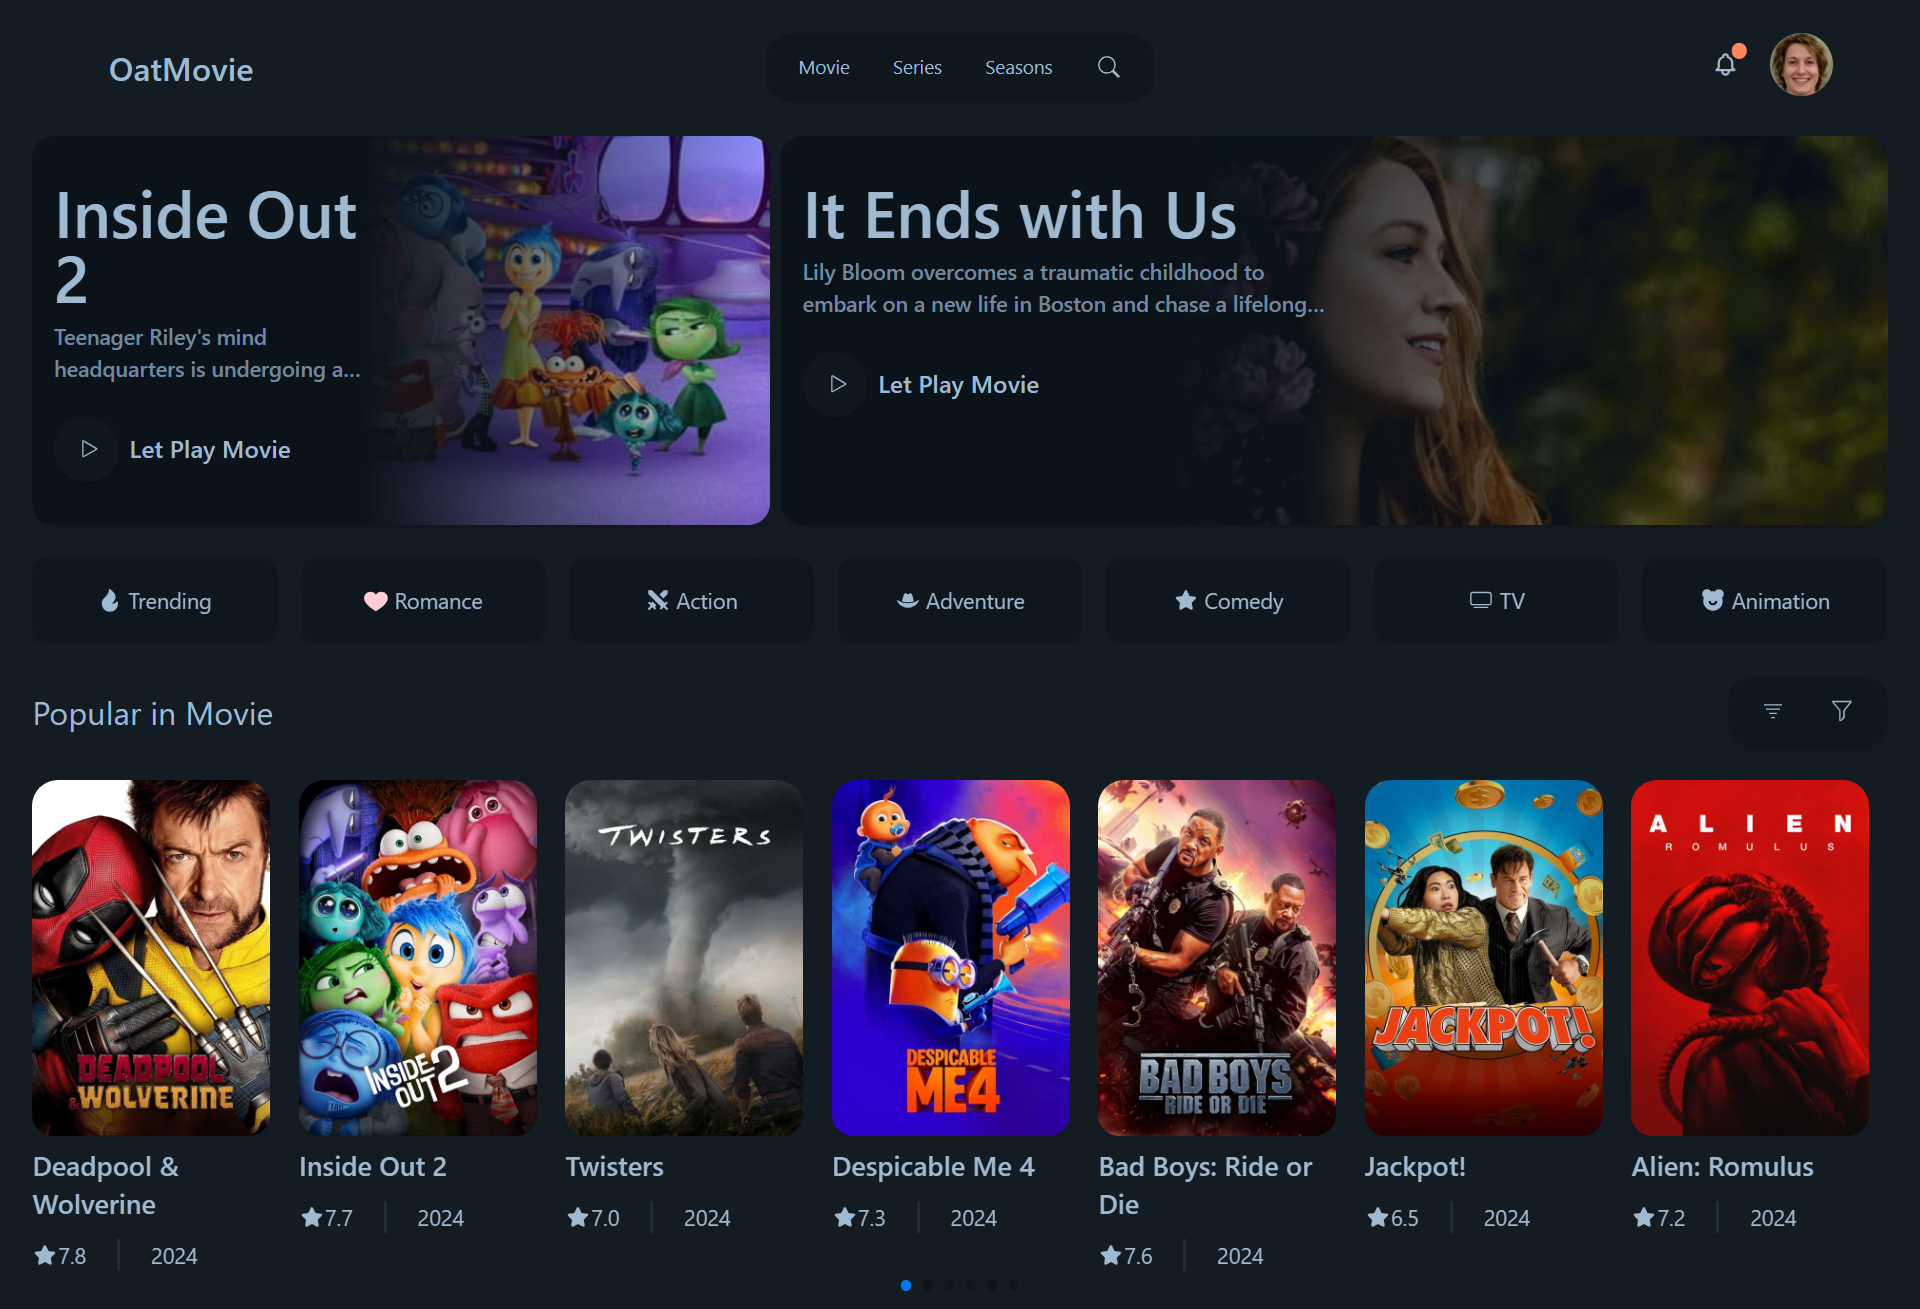 OatMovie
Movie
Series
Seasons
Inside Out
2
Teenager Riley's mind
headquarters is undergoing a...
Let Play Movie
It Ends with Us
Lily Bloom overcomes a traumatic childhood to
embark on a new life in Boston and chase a lifelong...
Let Play Movie
Trending
Romance
Action
Adventure
Comedy
TV
Animation
Popular in Movie
DEADPOOL
& WOLVERINE
INSIDE
OUT 2
TWISTERS
DESPICABLE
ME 4
BAD BOYS
RIDE OR DIE
JACKPOT!
ALIEN
ROMULUS
Deadpool &
Wolverine
7.8
2024
Inside Out 2
7.7
2024
Twisters
7.0
2024
Despicable Me 4
7.3
2024
Bad Boys: Ride or
Die
7.6
2024
Jackpot!
6.5
2024
Alien: Romulus
7.2
2024